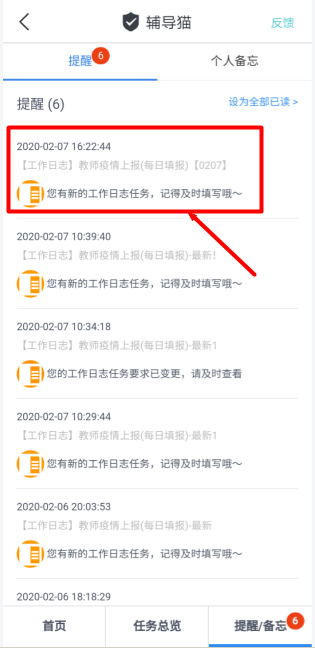 辅导猫
反馈
提醒 6
个人备忘
提醒 (6)
设为全部已读 >
2020-02-07 16:22:44
【工作日志】教师疫情上报(每日填报)【0207】
您有新的工作日志任务，记得及时填写哦～
2020-02-07 10:39:40
【工作日志】教师疫情上报(每日填报)-最新！
您有新的工作日志任务，记得及时填写哦～
2020-02-07 10:34:18
【工作日志】教师疫情上报(每日填报)-最新1
您的工作日志任务要求已变更，请及时查看
2020-02-07 10:29:44
【工作日志】教师疫情上报(每日填报)-最新1
您有新的工作日志任务，记得及时填写哦～
2020-02-06 20:03:53
【工作日志】教师疫情上报(每日填报)-最新
您有新的工作日志任务，记得及时填写哦～
2020-02-06 18:18:29
首页
任务总览
提醒/备忘 6